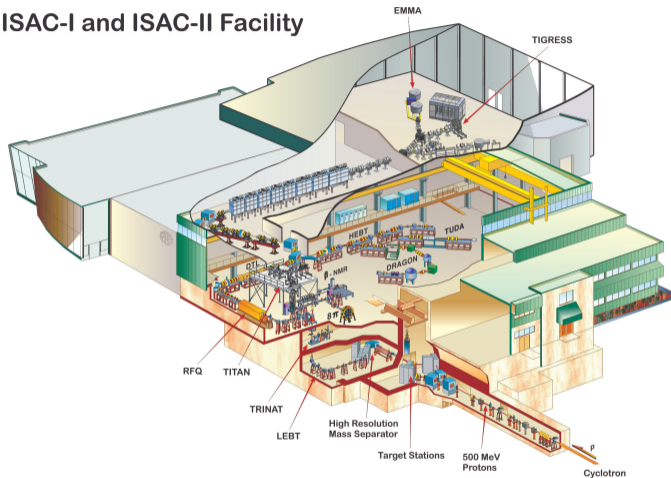 ISAC-I and ISAC-II Facility
EMMA
TIGRESS
HEBT
TUDA
DTL
β - NMR
DRAGON
8π
RFQ
TITAN
TRINAT
LEBT
High Resolution
Mass Separator
Target Stations
500 MeV
Protons
p
Cyclotron